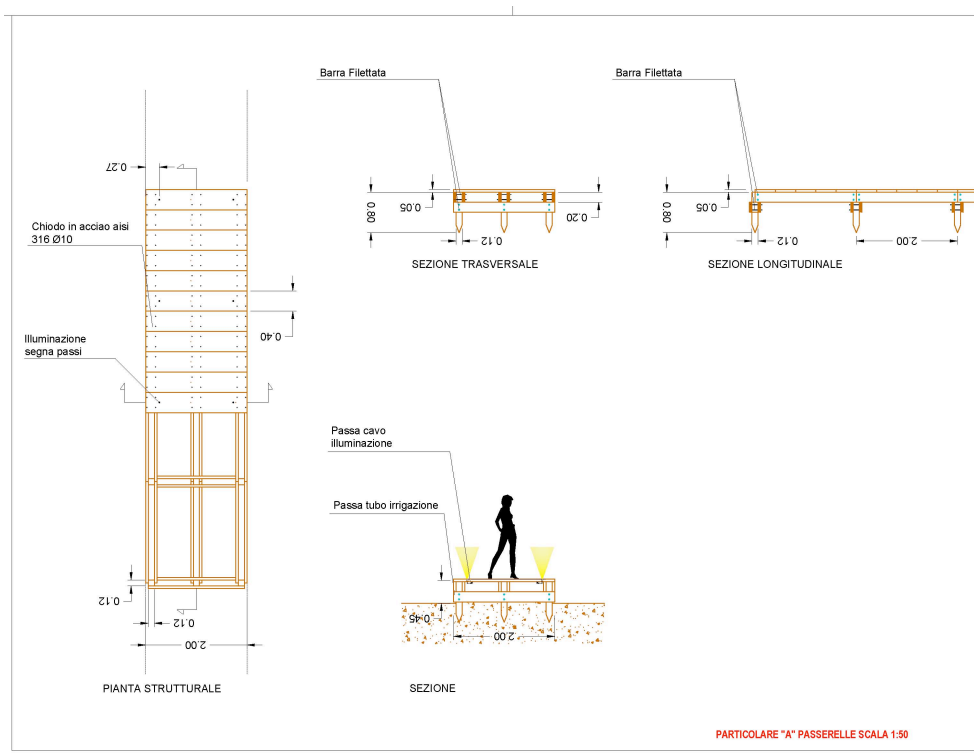 Barra Filettata
Barra Filettata
0.27
0.80
0.05
0.20
0.12
SEZIONE TRASVERSALE
0.80
0.05
0.12
2.00
SEZIONE LONGITUDINALE
Chiodo in acciao aisi
316 Ø10
0.40
Illuminazione
segna passi
Passa cavo
illuminazione
Passa tubo irrigazione
0.12
0.12
2.00
0.45
2.00
PIANTA STRUTTURALE
SEZIONE
PARTICOLARE "A" PASSERELLE SCALA 1:50